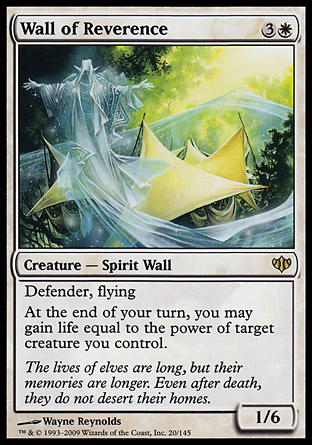 Wall of Reverence 3
Creature — Spirit Wall
Defender, flying
At the end of your turn, you may
gain life equal to the power of target
creature you control.
The lives of elves are long, but their
memories are longer. Even after death,
they do not desert their homes.
1/6
Wayne Reynolds
™ & © 1993–2009 Wizards of the Coast, Inc. 20/145